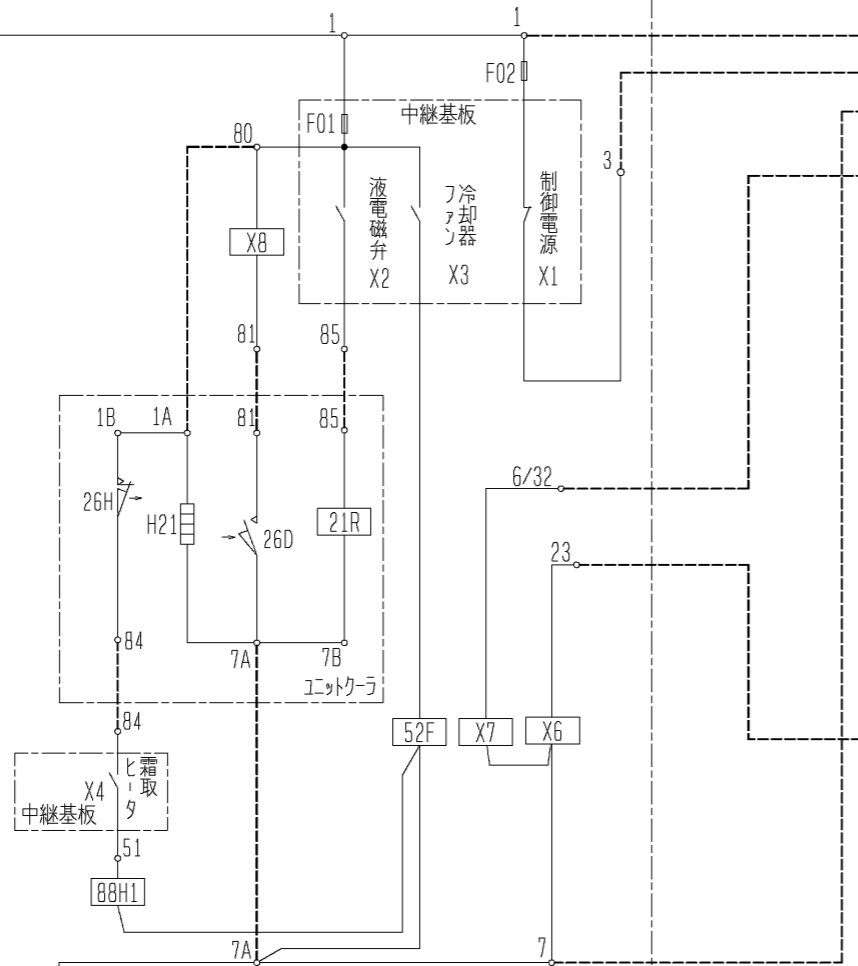 1
1
F02
中継基板
F01
80
3
液電磁弁
X2
冷却器
ファン
X3
制御電源
X1
X8
81
85
1B
1A
81
85
26H
H21
26D
21R
6/32
23
84
7A
7B
ユニットクーラ
84
52F
X7
X6
霜取
ヒータ
X4
中継基板
51
88H1
7A
7